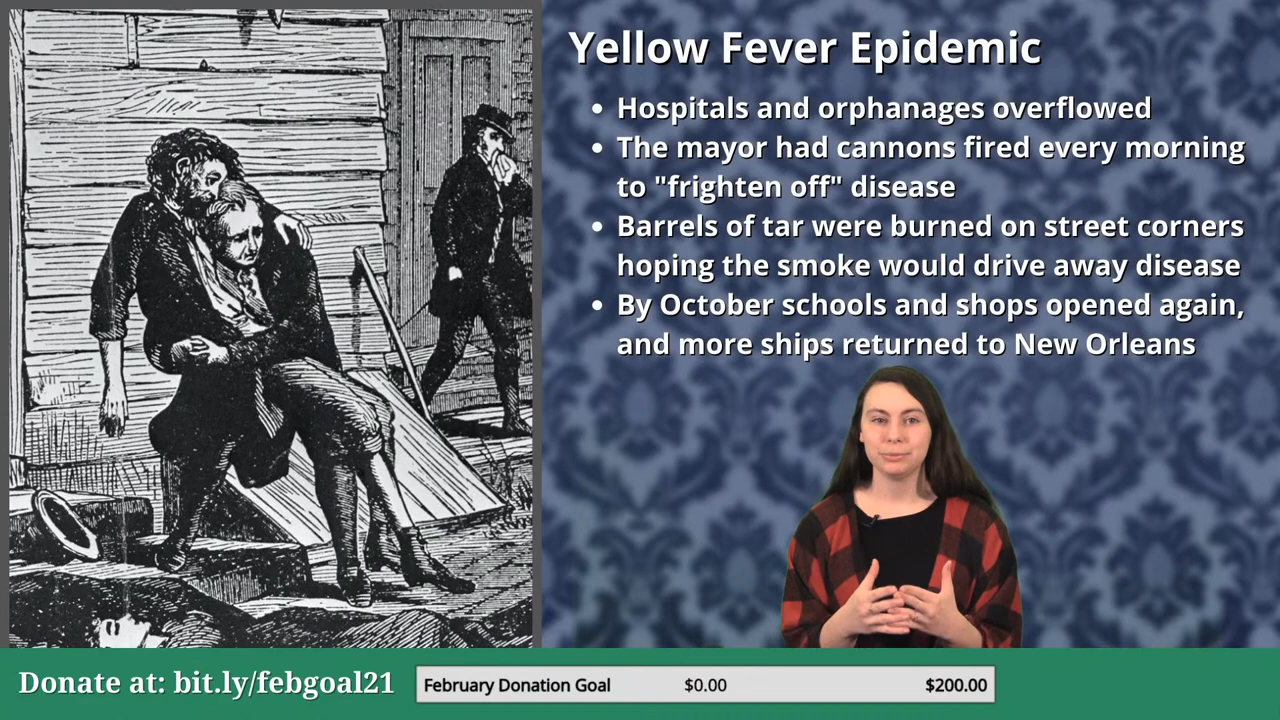 Yellow Fever Epidemic
• Hospitals and orphanages overflowed
• The mayor had cannons fired every morning
to "frighten off" disease
• Barrels of tar were burned on street corners
hoping the smoke would drive away disease
• By October schools and shops opened again,
and more ships returned to New Orleans
Donate at: bit.ly/febgoal21
February Donation Goal $0.00 $200.00